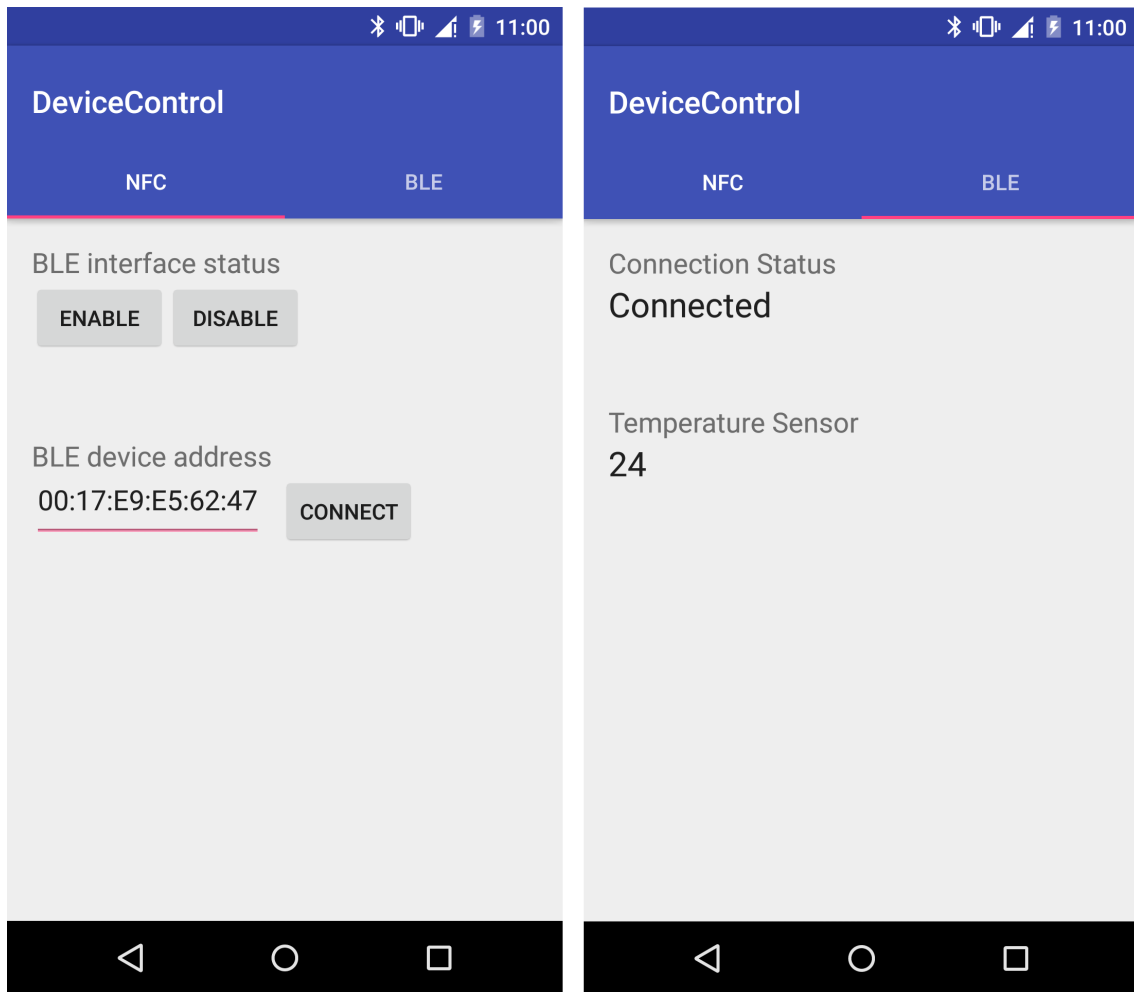 11:00
DeviceControl
NFC BLE
BLE interface status
ENABLE DISABLE
BLE device address
00:17:E9:E5:62:47 CONNECT
11:00
DeviceControl
NFC BLE
Connection Status
Connected
Temperature Sensor
24